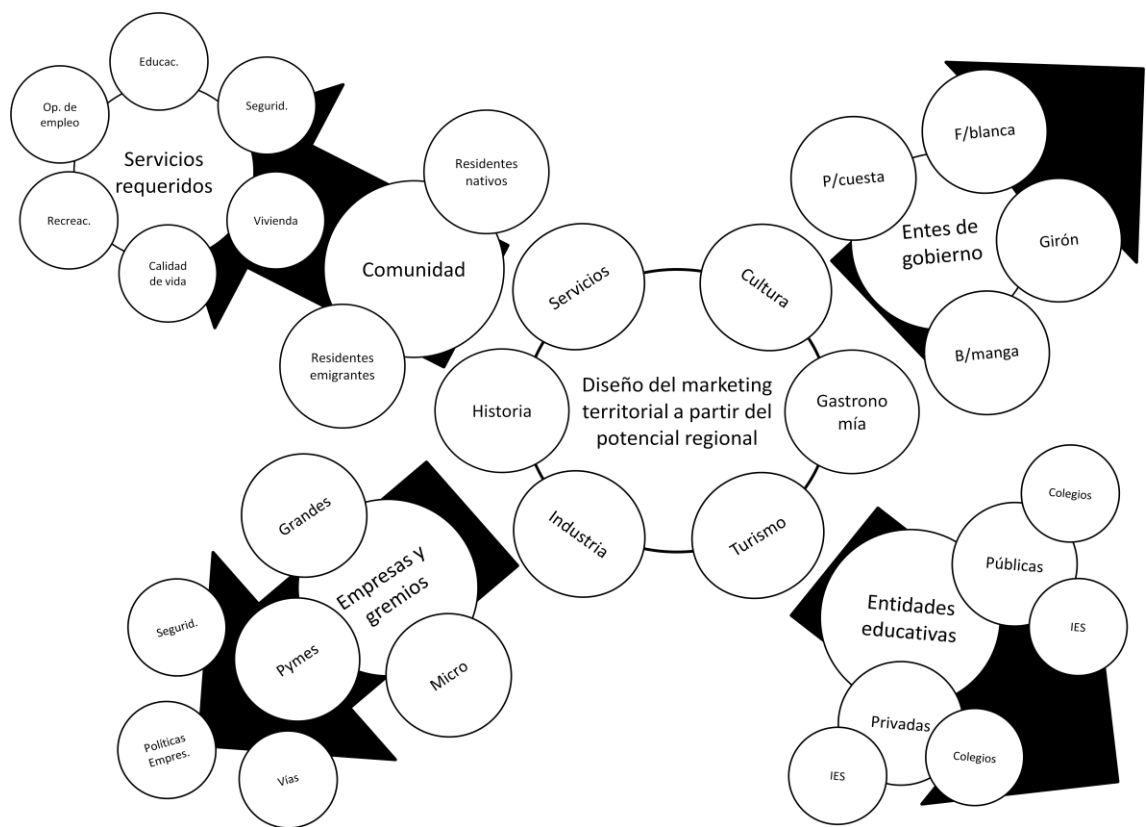 Educac.
Op. de
empleo
Segurid.
Servicios
requeridos
Recreac.
Vivienda
Calidad
de vida
Residentes
nativos
Comunidad
Residentes
emigrantes
F/blanca
P/cuesta
Entes de
gobierno
Girón
B/manga
Servicios
Cultura
Historia
Diseño del marketing
territorial a partir del
potencial regional
Gastrono
mía
Industria
Turismo
Grandes
Empresas y
gremios
Segurid.
Pymes
Micro
Políticas
Empres.
Vías
Colegios
Públicas
Entidades
educativas
IES
Privadas
Colegios
IES